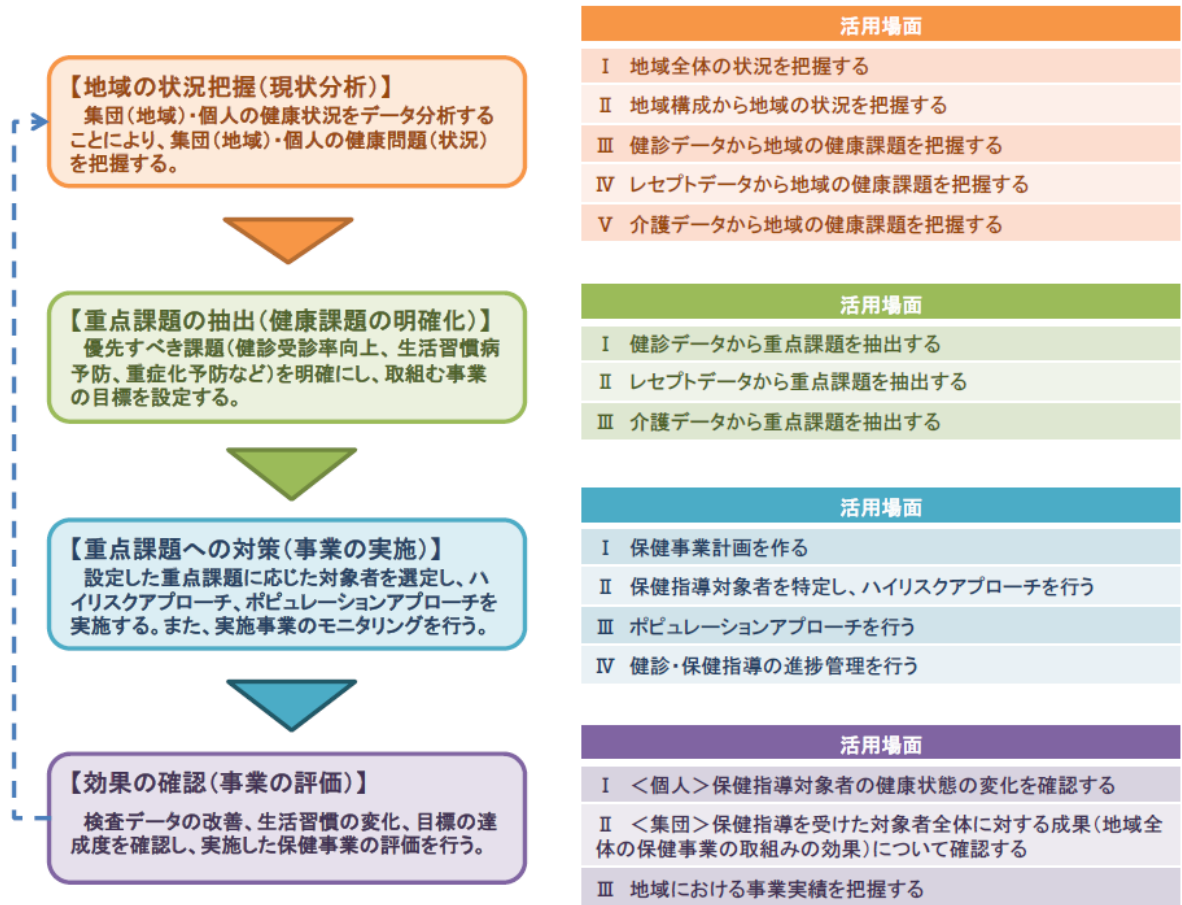 【地域の状況把握(現状分析)】
集団(地域)・個人の健康状況をデータ分析する
ことにより、集団(地域)・個人の健康問題(状況)
を把握する。
活用場面
Ⅰ 地域全体の状況を把握する
Ⅱ 地域構成から地域の状況を把握する
Ⅲ 健診データから地域の健康課題を把握する
Ⅳ レセプトデータから地域の健康課題を把握する
Ⅴ 介護データから地域の健康課題を把握する
【重点課題の抽出(健康課題の明確化)】
優先すべき課題(健診受診率向上、生活習慣病
予防、重症化予防など)を明確にし、取組む事業
の目標を設定する。
活用場面
Ⅰ 健診データから重点課題を抽出する
Ⅱ レセプトデータから重点課題を抽出する
Ⅲ 介護データから重点課題を抽出する
【重点課題への対策(事業の実施)】
設定した重点課題に応じた対象者を選定し、ハ
イリスクアプローチ、ポピュレーションアプローチを
実施する。また、実施事業のモニタリングを行う。
活用場面
Ⅰ 保健事業計画を作る
Ⅱ 保健指導対象者を特定し、ハイリスクアプローチを行う
Ⅲ ポピュレーションアプローチを行う
Ⅳ 健診・保健指導の進捗管理を行う
【効果の確認(事業の評価)】
検査データの改善、生活習慣の変化、目標の達
成度を確認し、実施した保健事業の評価を行う。
活用場面
Ⅰ <個人>保健指導対象者の健康状態の変化を確認する
Ⅱ <集団>保健指導を受けた対象者全体に対する成果(地域全
体の保健事業の取組みの効果)について確認する
Ⅲ 地域における事業実績を把握する